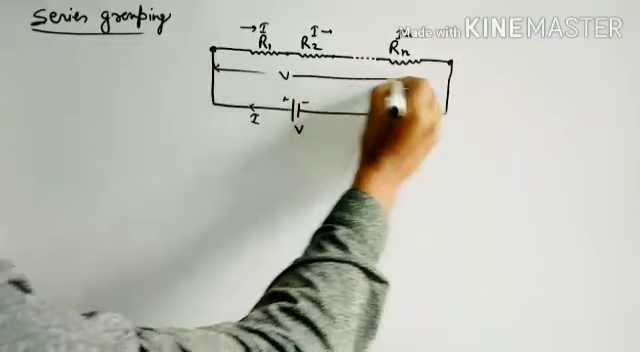 Series grouping
→ I I → I
R1 R2 Rn
V
I + −
V
Made with KINEMASTER